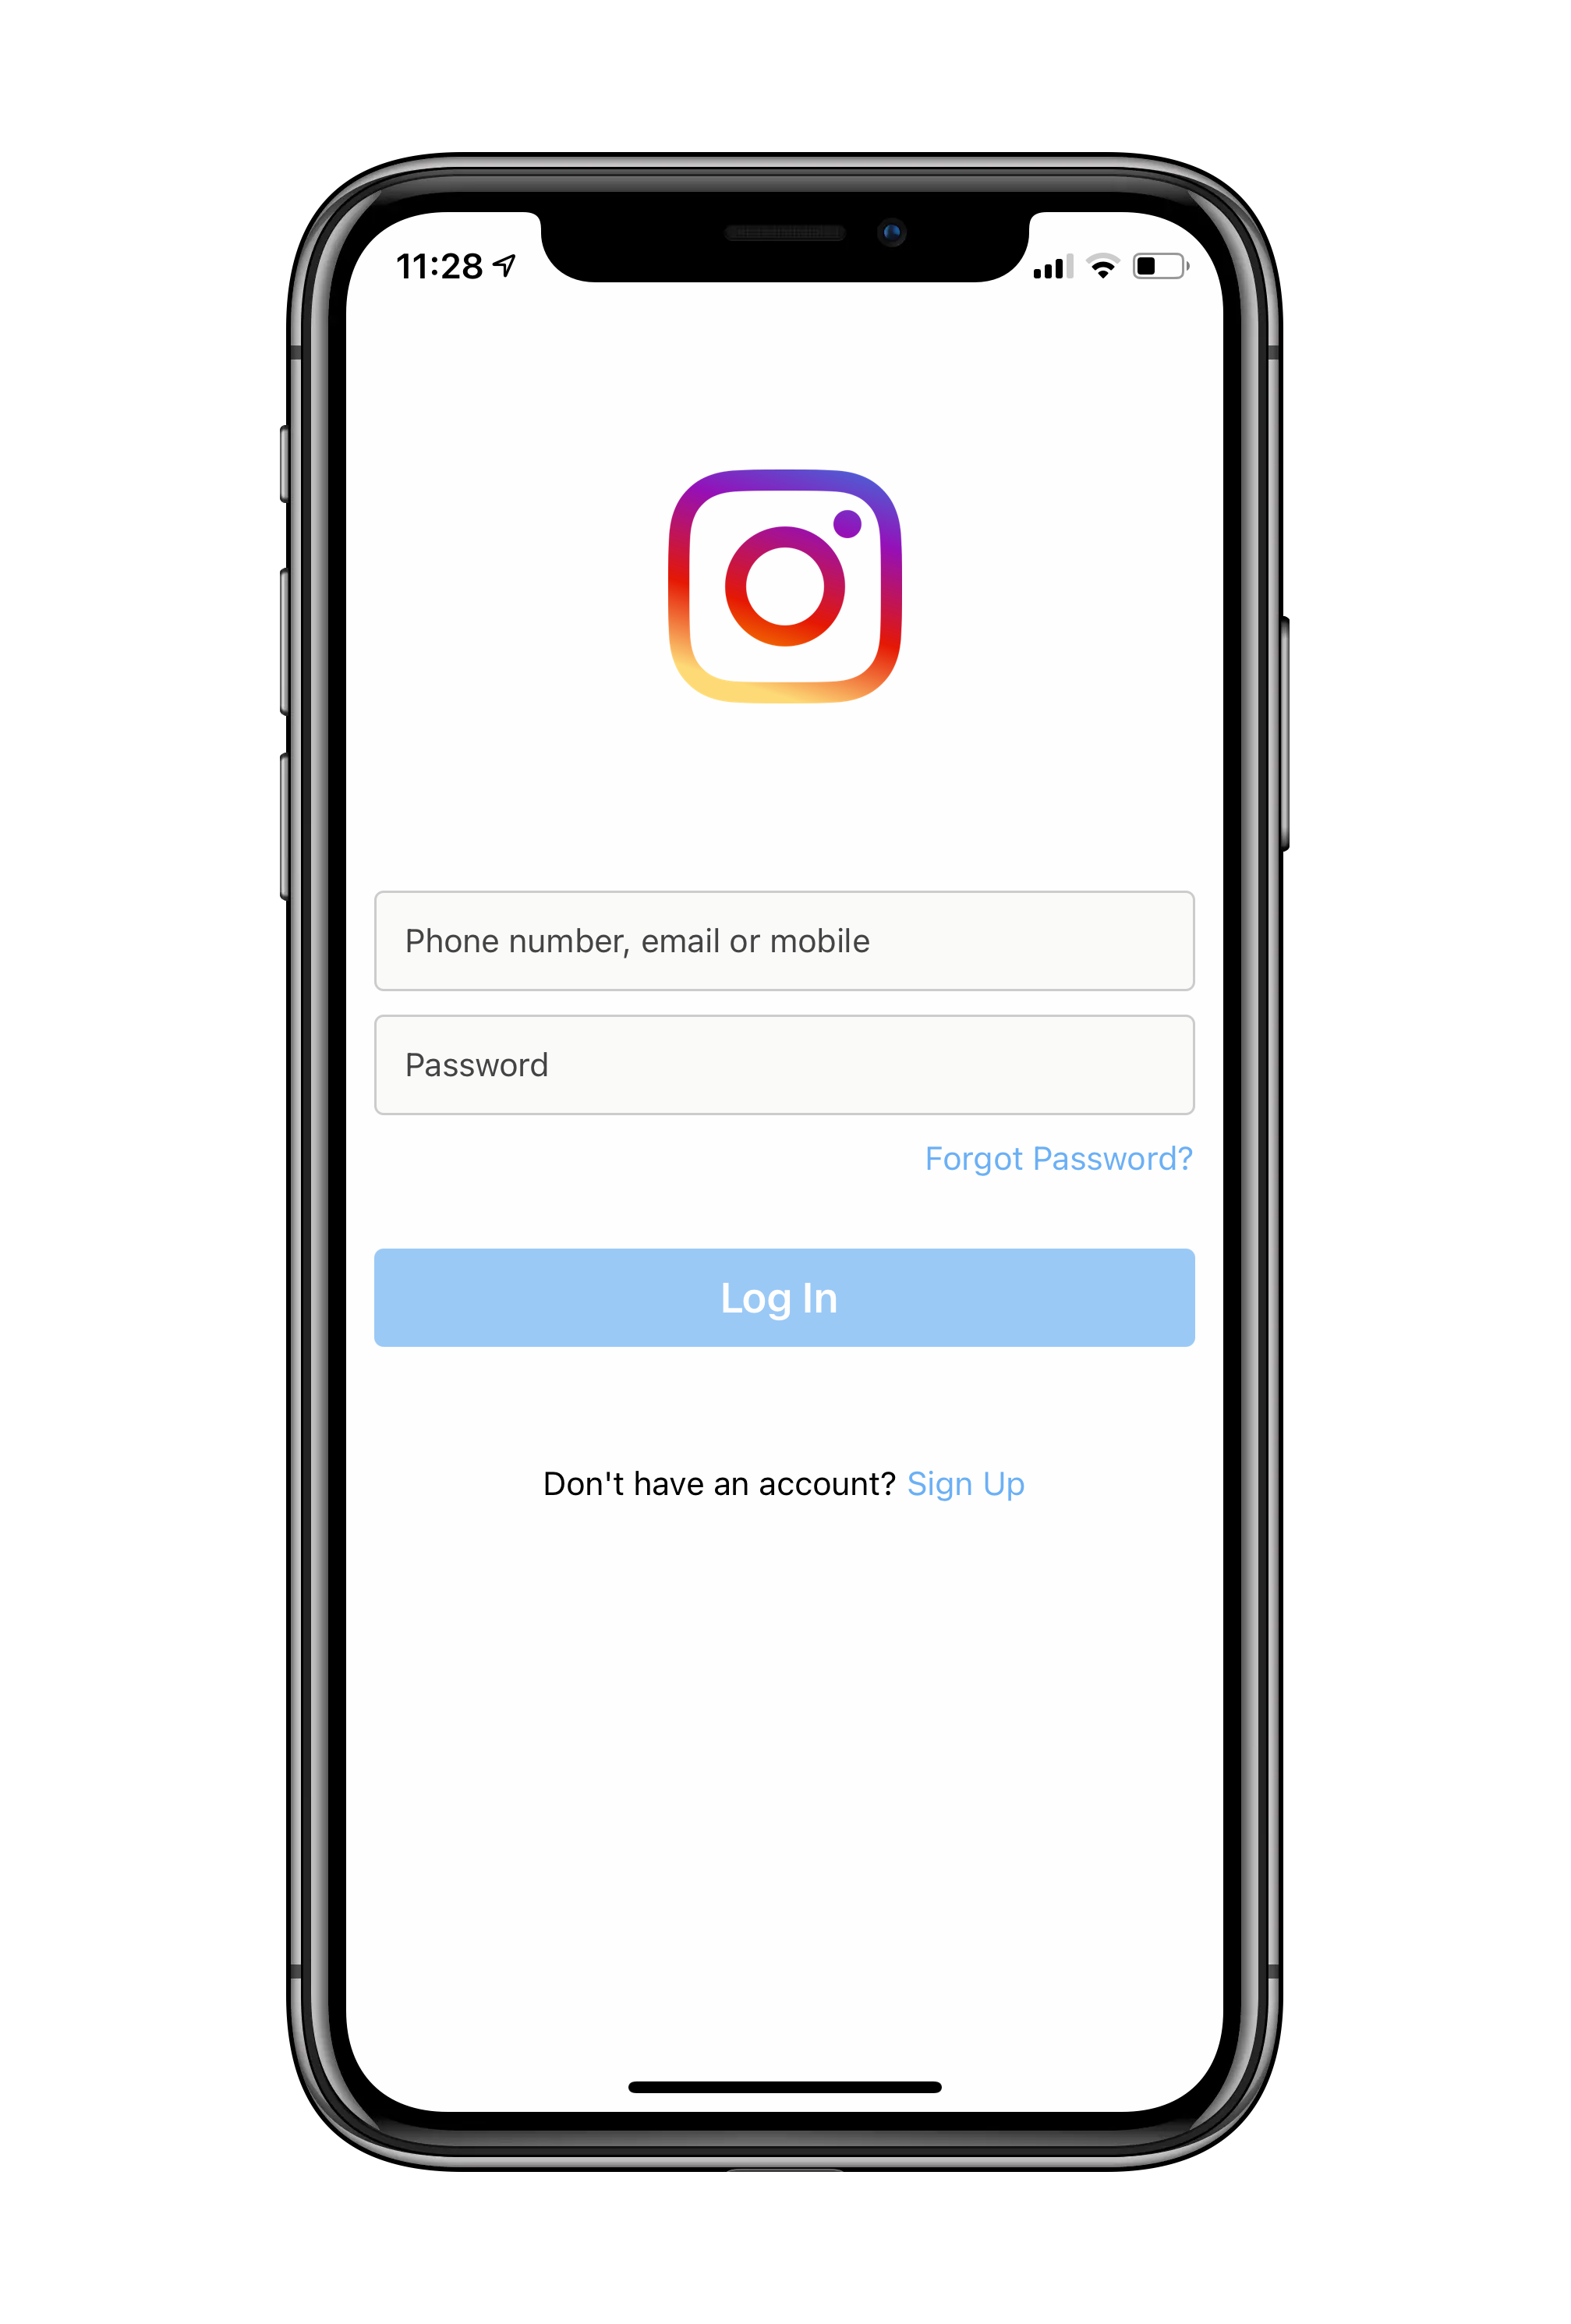 11:28
Phone number, email or mobile
Password
Forgot Password?
Log In
Don't have an account? Sign Up